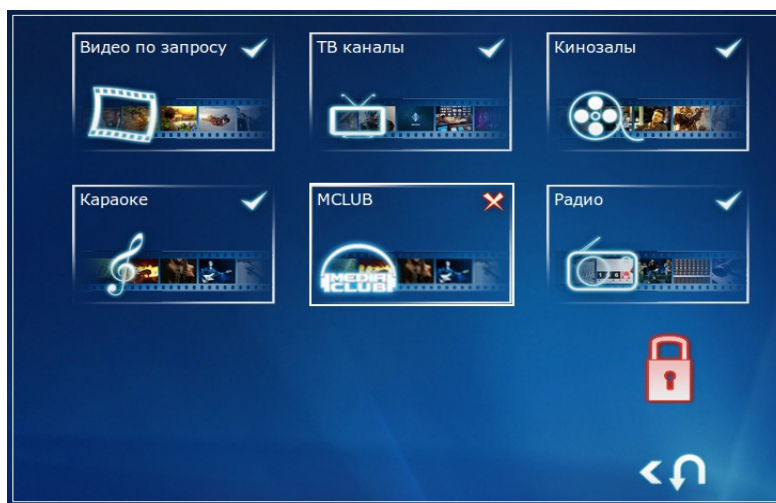 Видео по запросу
ТВ каналы
Кинозалы
Караоке
MCLUB
Радио
MEDIA
CLUB